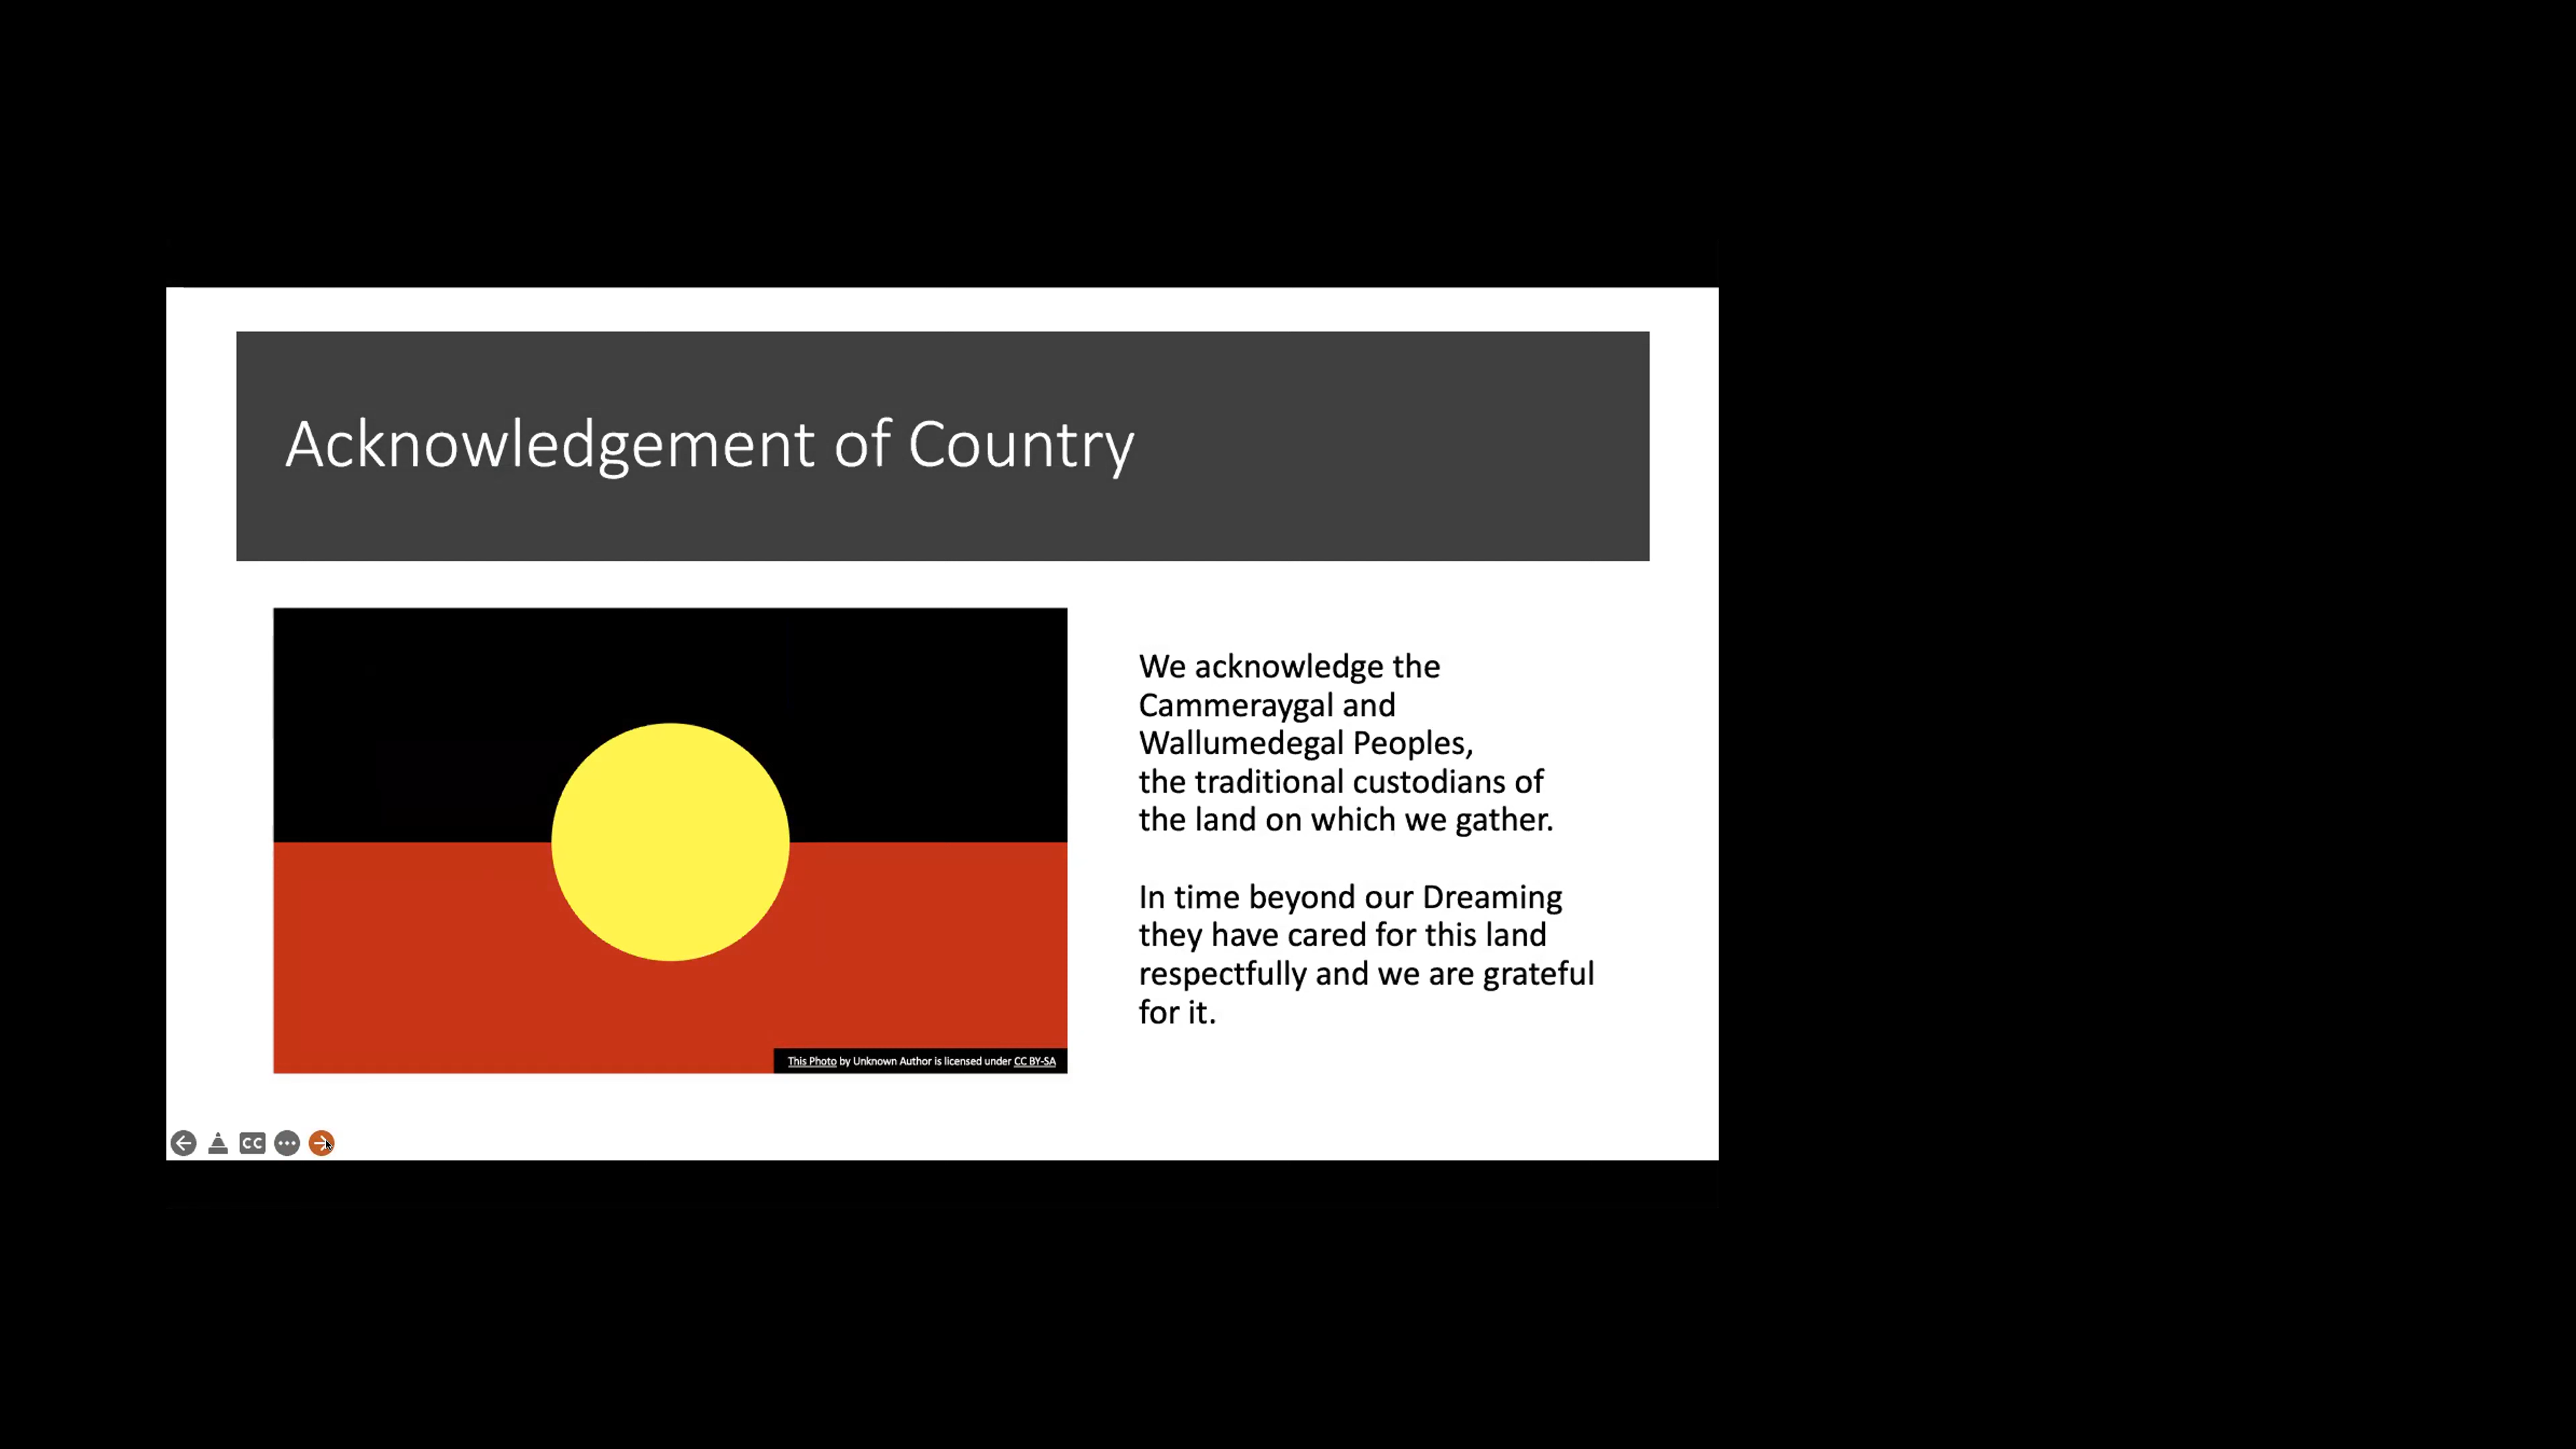 Acknowledgement of Country
We acknowledge the
Cammeraygal and
Wallumedegal Peoples,
the traditional custodians of
the land on which we gather.
In time beyond our Dreaming
they have cared for this land
respectfully and we are grateful
for it.
This Photo by Unknown Author is licensed under CC BY-SA
CC